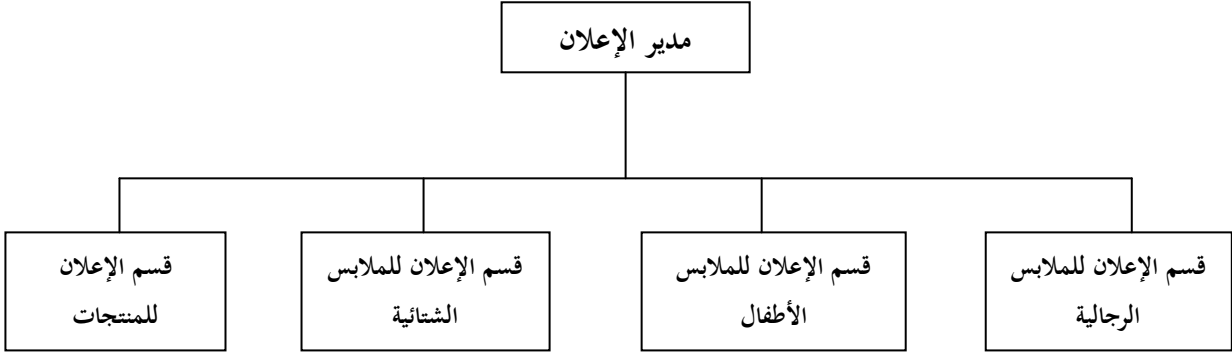 مدير الإعلان
قسم الإعلان للملابس
الرجالية
قسم الإعلان للملابس
الأطفال
قسم الإعلان للملابس
الشتائية
قسم الإعلان
للمنتجات